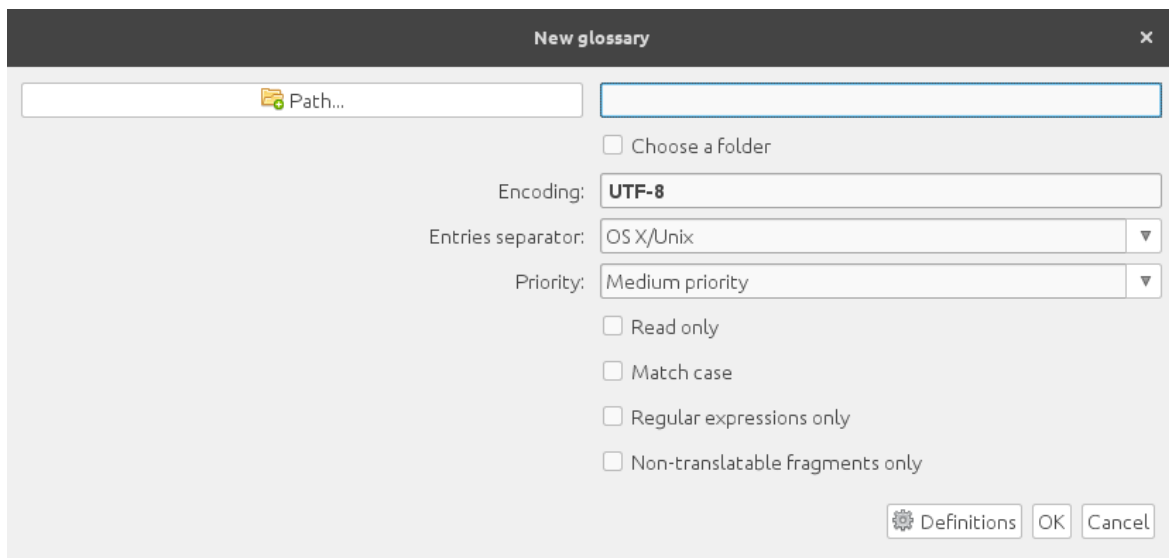 New glossary
Path...
Choose a folder
Encoding: UTF-8
Entries separator: OS X/Unix
Priority: Medium priority
Read only
Match case
Regular expressions only
Non-translatable fragments only
Definitions OK Cancel